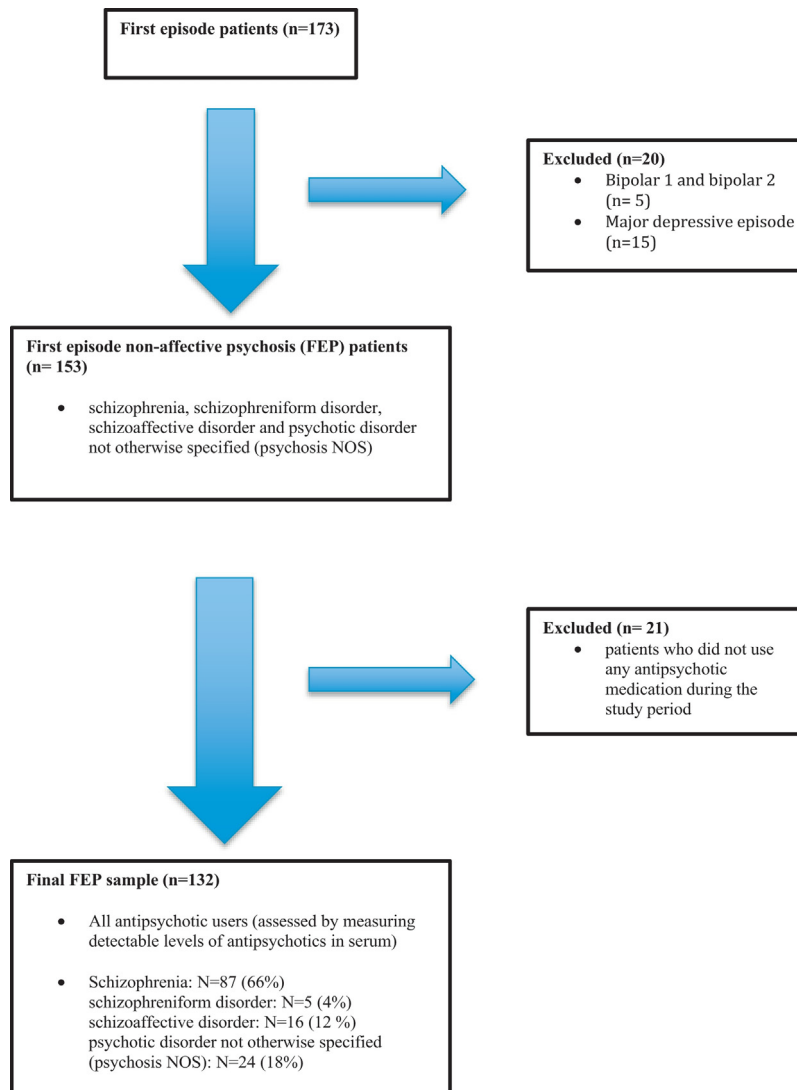 First episode patients (n=173)
Excluded (n=20)
• Bipolar 1 and bipolar 2
(n= 5)
• Major depressive episode
(n=15)
First episode non-affective psychosis (FEP) patients
(n= 153)
• schizophrenia, schizophreniform disorder,
schizoaffective disorder and psychotic disorder
not otherwise specified (psychosis NOS)
Excluded (n= 21)
• patients who did not use
any antipsychotic
medication during the
study period
Final FEP sample (n=132)
• All antipsychotic users (assessed by measuring
detectable levels of antipsychotics in serum)
• Schizophrenia: N=87 (66%)
schizophreniform disorder: N=5 (4%)
schizoaffective disorder: N=16 (12 %)
psychotic disorder not otherwise specified
(psychosis NOS): N=24 (18%)